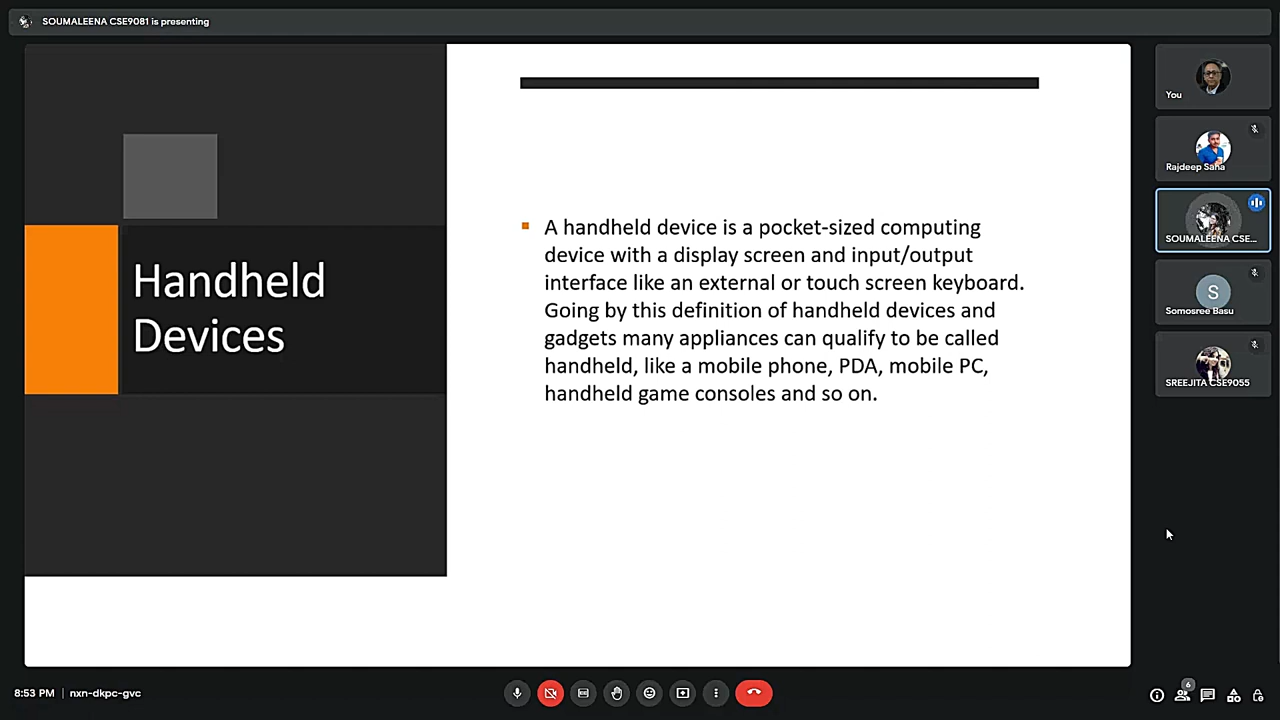 SOUMALEENA CSE9081 is presenting
Handheld
Devices
A handheld device is a pocket-sized computing
device with a display screen and input/output
interface like an external or touch screen keyboard.
Going by this definition of handheld devices and
gadgets many appliances can qualify to be called
handheld, like a mobile phone, PDA, mobile PC,
handheld game consoles and so on.
You
Rajdeep Saha
SOUMALEENA CSE...
S
Somosree Basu
SREEJITA CSE9055
8:53 PM | nxn-dkpc-gvc
6